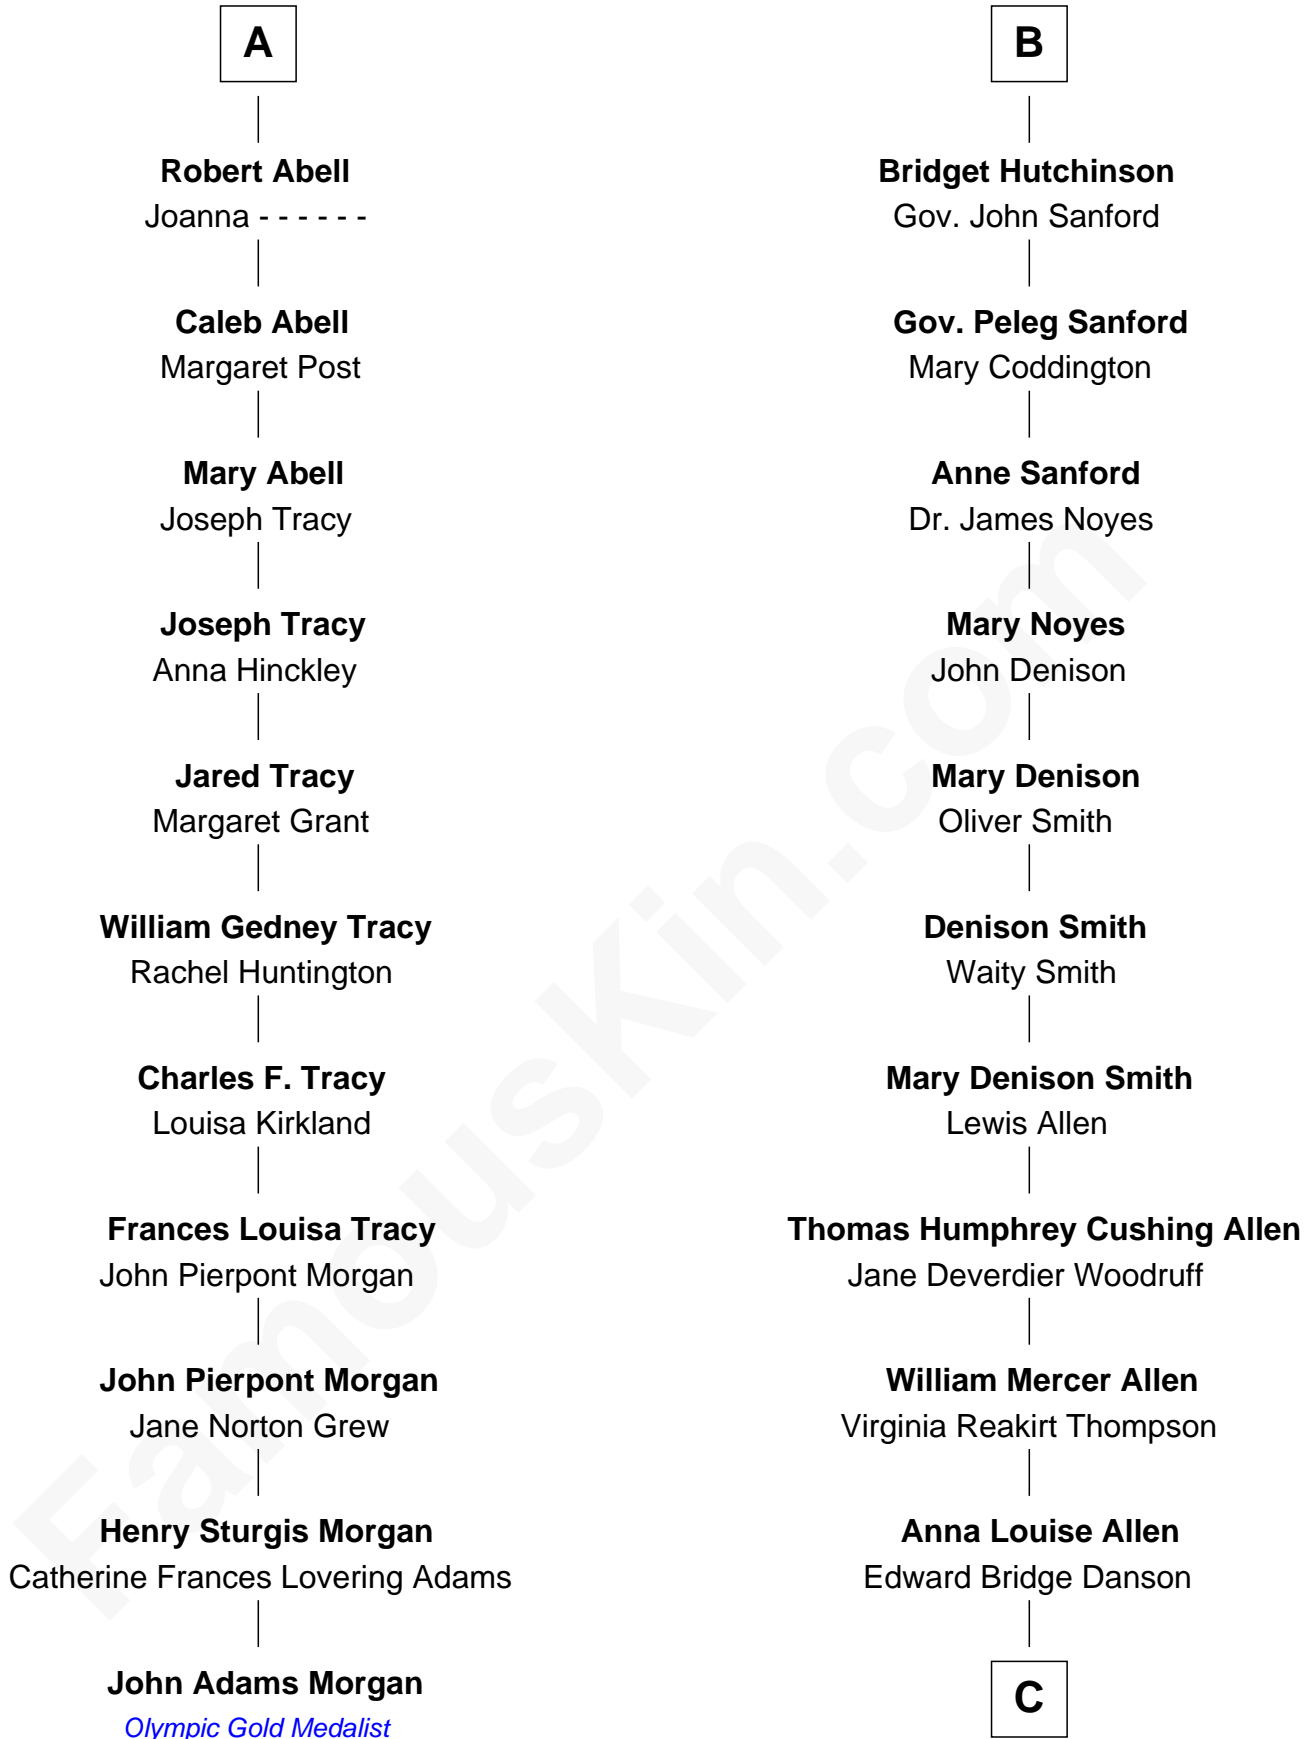 A
Robert Abell
Joanna - - - - - -
Caleb Abell
Margaret Post
Mary Abell
Joseph Tracy
Joseph Tracy
Anna Hinckley
Jared Tracy
Margaret Grant
William Gedney Tracy
Rachel Huntington
Charles F. Tracy
Louisa Kirkland
Frances Louisa Tracy
John Pierpont Morgan
John Pierpont Morgan
Jane Norton Grew
Henry Sturgis Morgan
Catherine Frances Lovering Adams
John Adams Morgan
Olympic Gold Medalist
B
Bridget Hutchinson
Gov. John Sanford
Gov. Peleg Sanford
Mary Coddington
Anne Sanford
Dr. James Noyes
Mary Noyes
John Denison
Mary Denison
Oliver Smith
Denison Smith
Waity Smith
Mary Denison Smith
Lewis Allen
Thomas Humphrey Cushing Allen
Jane Deverdier Woodruff
William Mercer Allen
Virginia Reakirt Thompson
Anna Louise Allen
Edward Bridge Danson
C
FamousKin.com